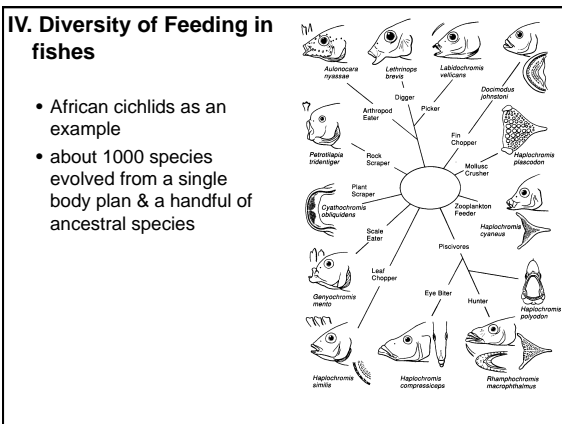 IV. Diversity of Feeding in
fishes
• African cichlids as an
example
• about 1000 species
evolved from a single
body plan & a handful of
ancestral species
Aulonocara
nyassae
Lethrinops
brevis
Labidochromis
vellicans
Docimodus
johnstoni
Digger
Arthropod
Eater
Picker
Petrotilapia
tridentiger
Rock
Scraper
Fin
Chopper
Mollusc
Crusher
Haplochromis
placodon
Plant
Scraper
Cyathochromis
obliquidens
Zooplankton
Feeder
Haplochromis
cyaneus
Scale
Eater
Piscivores
Genyochromis
mento
Leaf
Chopper
Eye Biter
Hunter
Haplochromis
polyodon
Haplochromis
similis
Haplochromis
compressiceps
Rhamphochromis
macrophthalmus